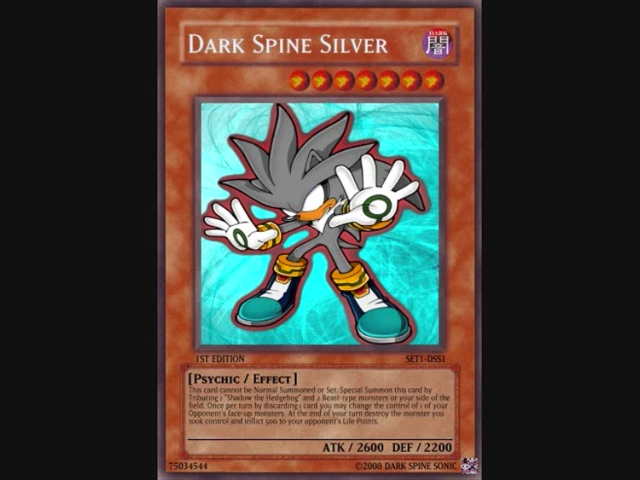 DARK SPINE SILVER
DARK
闇
1ST EDITION
SET1-DSS1
[PSYCHIC / EFFECT]
This card cannot be Normal Summoned or Set. Special Summon this card by
Tributing 1 "Shadow the Hedgehog" and 2 Beast-type monsters or your side of the
field. Once per turn by discarding 1 card you may change the control of 1 of your
Opponent's face-up monsters. At the end of your turn destroy the monster you
took control and inflict 500 to your opponent's Life Points.
ATK / 2600 DEF / 2200
75034544
©2008 DARK SPINE SONIC